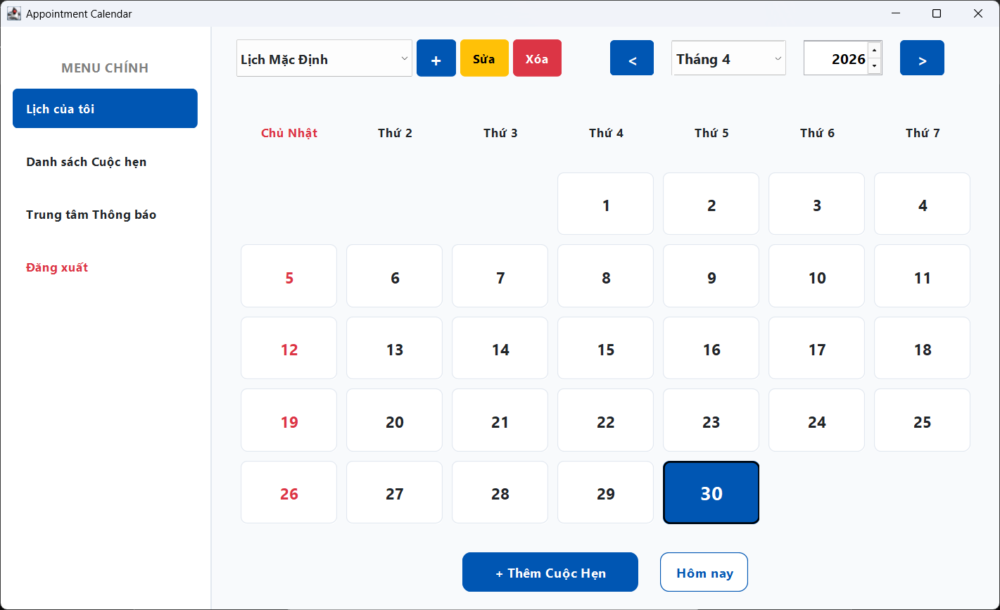 Appointment Calendar
MENU CHÍNH
Lịch của tôi
Danh sách Cuộc hẹn
Trung tâm Thông báo
Đăng xuất
Lịch Mặc Định + Sửa Xóa < Tháng 4 2026 >
Chủ Nhật Thứ 2 Thứ 3 Thứ 4 Thứ 5 Thứ 6 Thứ 7
1 2 3 4
5 6 7 8 9 10 11
12 13 14 15 16 17 18
19 20 21 22 23 24 25
26 27 28 29 30
+ Thêm Cuộc Hẹn Hôm nay